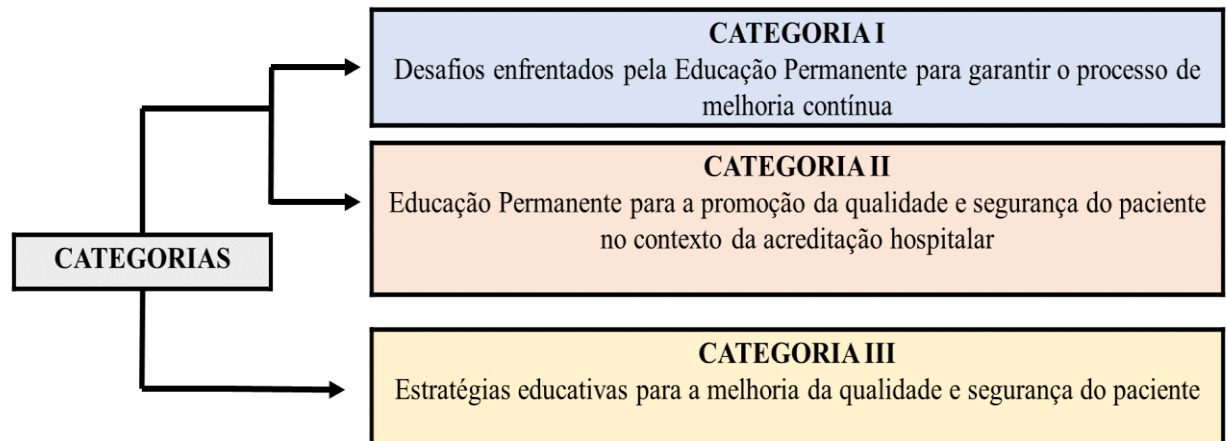 CATEGORIA I
Desafios enfrentados pela Educação Permanente para garantir o processo de
melhoria contínua
CATEGORIA II
Educação Permanente para a promoção da qualidade e segurança do paciente
no contexto da acreditação hospitalar
CATEGORIAS
CATEGORIA III
Estratégias educativas para a melhoria da qualidade e segurança do paciente